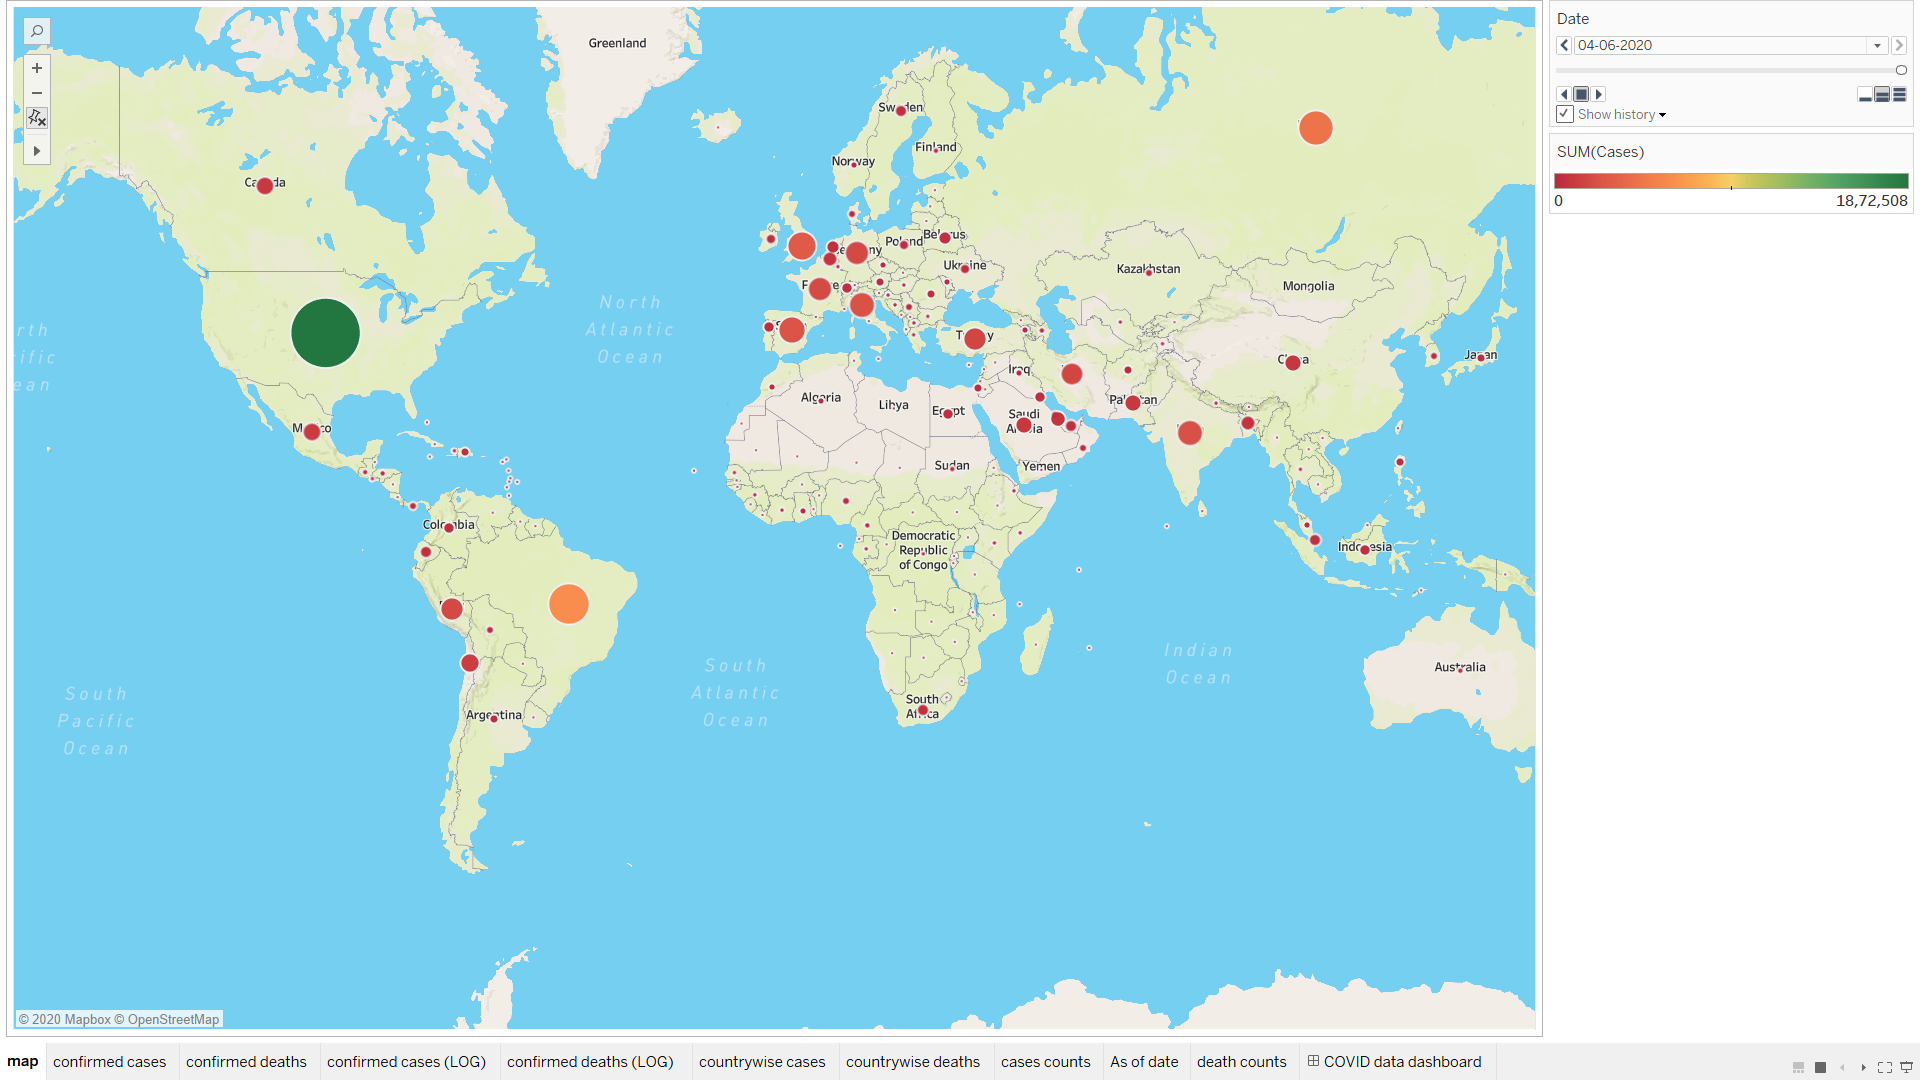 Greenland
Sweden
Finland
Norway
Canada
Poland
Belarus
Ukraine
Kazakhstan
Mongolia
North
Atlantic
Ocean
Iraq
China
Japan
Algeria
Libya
Egypt
Saudi
Arabia
Pakistan
Mexico
Sudan
Yemen
Colombia
Democratic
Republic
of Congo
Indonesia
South
Atlantic
Ocean
Indian
Ocean
Australia
South
Pacific
Ocean
South
Africa
Argentina
© 2020 Mapbox © OpenStreetMap
Date
04-06-2020
Show history
SUM(Cases)
0 18,72,508
map confirmed cases confirmed deaths confirmed cases (LOG) confirmed deaths (LOG) countrywise cases countrywise deaths cases counts As of date death counts COVID data dashboard